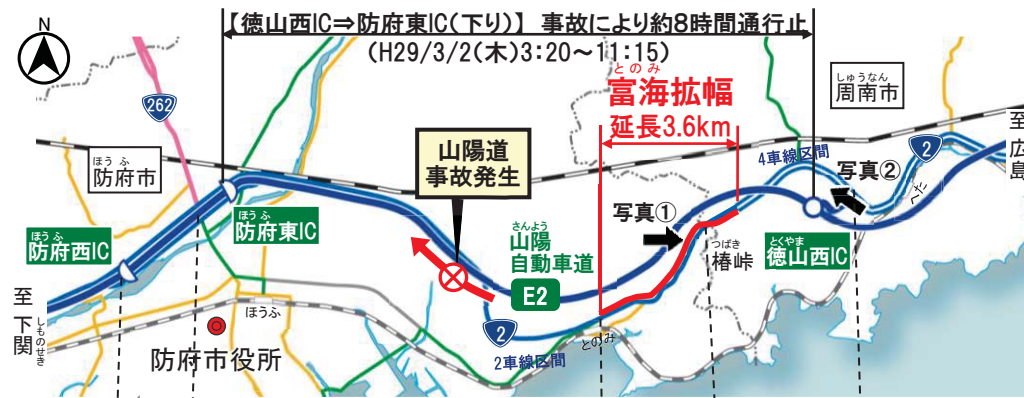 【徳山西IC⇒防府東IC(下り)】 事故により約8時間通行止
(H29/3/2(木)3:20～11:15)
N
262
とのみ
富海拡幅
延長3.6km
しゅうなん
周南市
至
広島
ほうふ
防府市
山陽道
事故発生
4車線区間
2
写真②
へた
写真①
ほうふ
防府東IC
ほうふ
防府西IC
さんよう
山陽
自動車道
E2
つばき
椿峠
とくやま
徳山西IC
至
下関
しものせき
ほうふ
防府市役所
2
2車線区間
とのみ